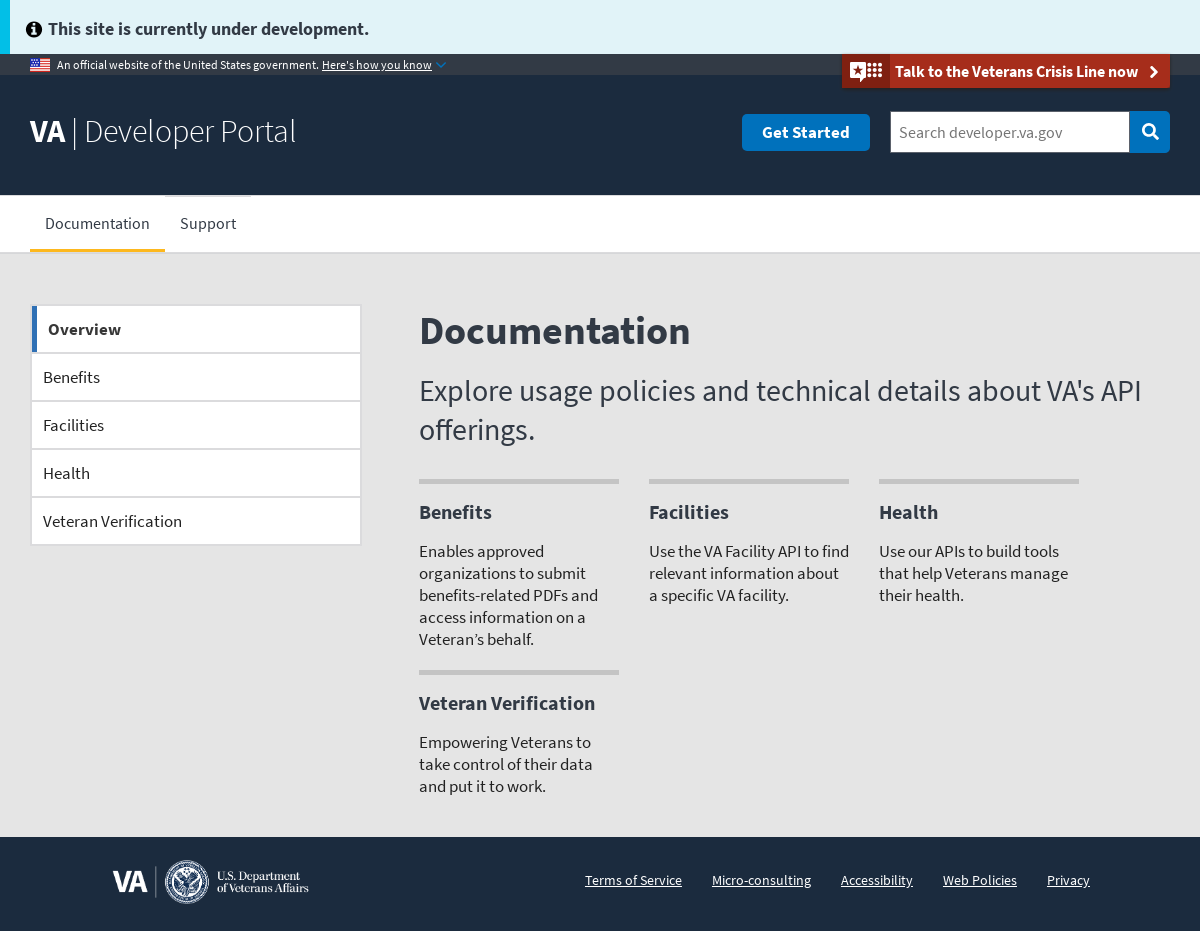 This site is currently under development.
An official website of the United States government. Here's how you know
Talk to the Veterans Crisis Line now
VA | Developer Portal
Get Started
Search developer.va.gov
Documentation
Support
Overview
Benefits
Facilities
Health
Veteran Verification
Documentation
Explore usage policies and technical details about VA's API
offerings.
Benefits
Enables approved
organizations to submit
benefits-related PDFs and
access information on a
Veteran’s behalf.
Facilities
Use the VA Facility API to find
relevant information about
a specific VA facility.
Health
Use our APIs to build tools
that help Veterans manage
their health.
Veteran Verification
Empowering Veterans to
take control of their data
and put it to work.
VA
U.S. Department
of Veterans Affairs
Terms of Service
Micro-consulting
Accessibility
Web Policies
Privacy